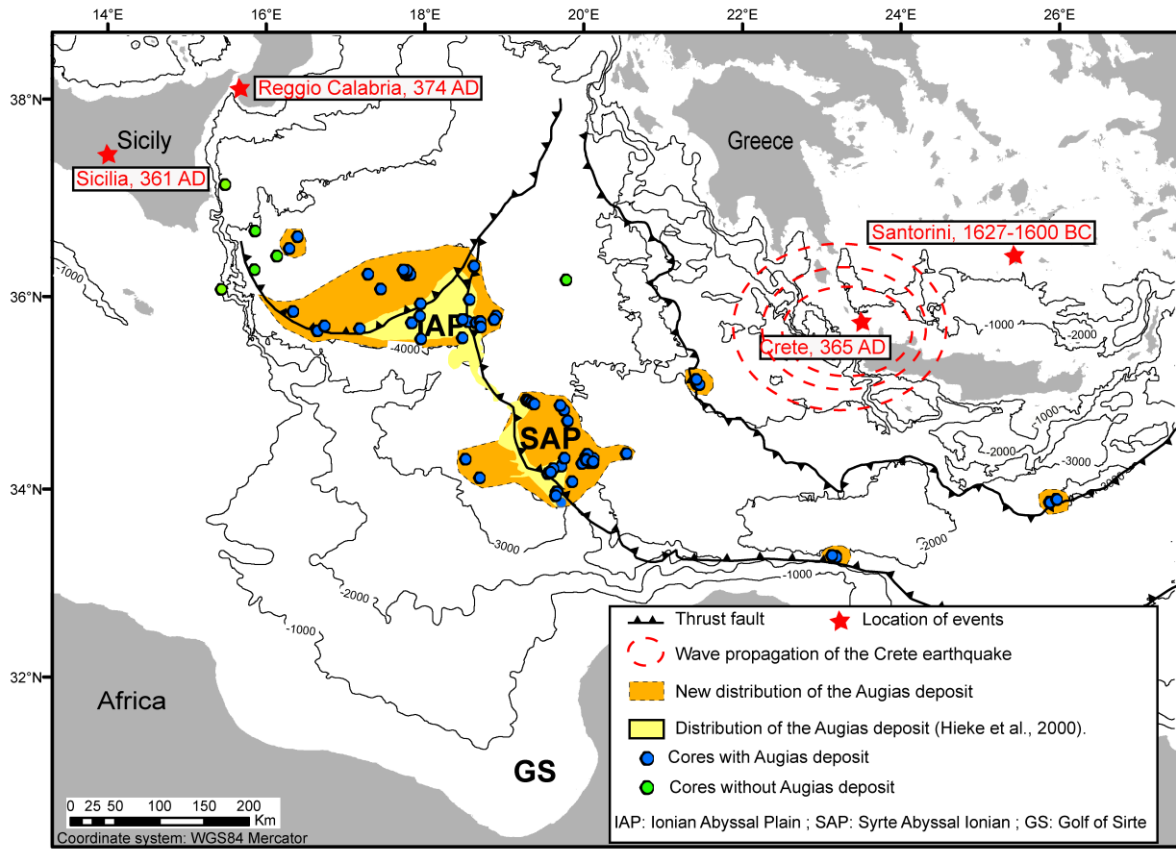 14°E
16°E
18°E
20°E
22°E
24°E
26°E
38°N
36°N
34°N
32°N
Reggio Calabria, 374 AD
Sicily
Sicilia, 361 AD
Greece
Santorini, 1627-1600 BC
Crete, 365 AD
-1000
IAP
-4000
SAP
-1000
-2000
-1000
-2000
-3000
-3000
-2000
-2000
-1000
-1000
Africa
GS
Thrust fault
Location of events
Wave propagation of the Crete earthquake
New distribution of the Augias deposit
Distribution of the Augias deposit (Hieke et al., 2000).
Cores with Augias deposit
Cores without Augias deposit
IAP: Ionian Abyssal Plain ; SAP: Syrte Abyssal Ionian ; GS: Golf of Sirte
0 25 50 100 150 200
Km
Coordinate system: WGS84 Mercator